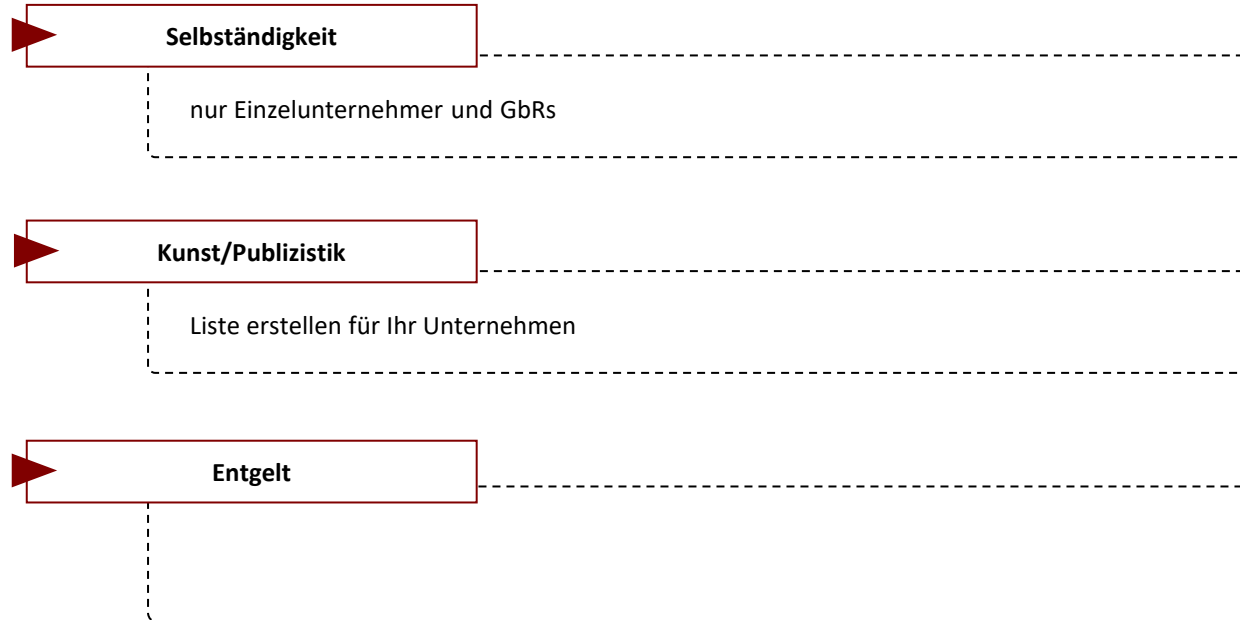 Selbständigkeit
nur Einzelunternehmer und GbRs
Kunst/Publizistik
Liste erstellen für Ihr Unternehmen
Entgelt